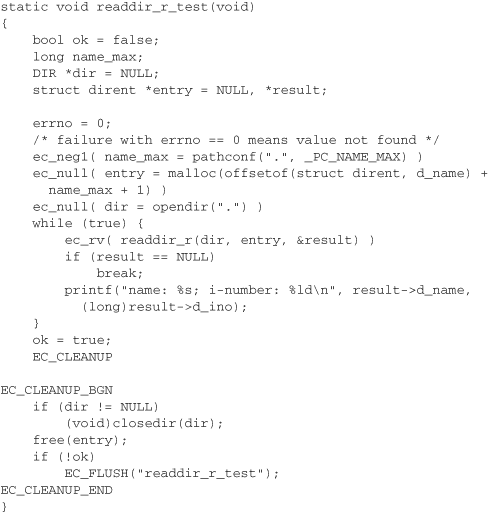 static void readdir_r_test(void)
{
    bool ok = false;
    long name_max;
    DIR *dir = NULL;
    struct dirent *entry = NULL, *result;

    errno = 0;
    /* failure with errno == 0 means value not found */
    ec_neg1( name_max = pathconf(".", _PC_NAME_MAX) )
    ec_null( entry = malloc(offsetof(struct dirent, d_name) +
      name_max + 1) )
    ec_null( dir = opendir(".") )
    while (true) {
        ec_rv( readdir_r(dir, entry, &result) )
        if (result == NULL)
            break;
        printf("name: %s; i-number: %ld\n", result->d_name,
          (long)result->d_ino);
    }
    ok = true;
    EC_CLEANUP

EC_CLEANUP_BGN
    if (dir != NULL)
        (void)closedir(dir);
    free(entry);
    if (!ok)
        EC_FLUSH("readdir_r_test");
EC_CLEANUP_END
}